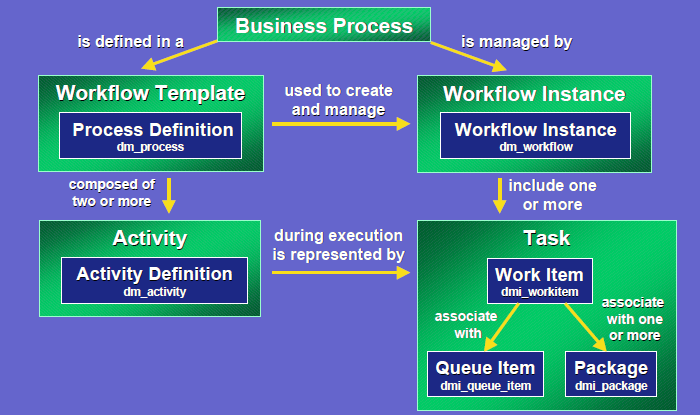 Business Process
is defined in a
is managed by
Workflow Template
Process Definition
dm_process
used to create
and manage
Workflow Instance
Workflow Instance
dm_workflow
composed of
two or more
include one
or more
Activity
Activity Definition
dm_activity
during execution
is represented by
Task
Work Item
dmi_workitem
associate
with
associate
with one
or more
Queue Item
dmi_queue_item
Package
dmi_package